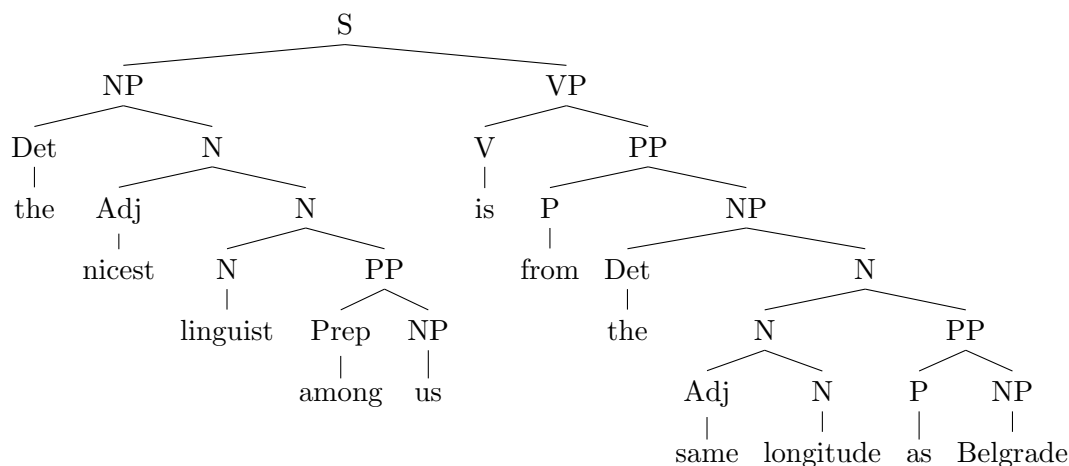 S
NP VP
Det N V PP
the Adj N is P NP
nicest N PP from Det N
linguist Prep NP the N PP
among us Adj N P NP
same longitude as Belgrade